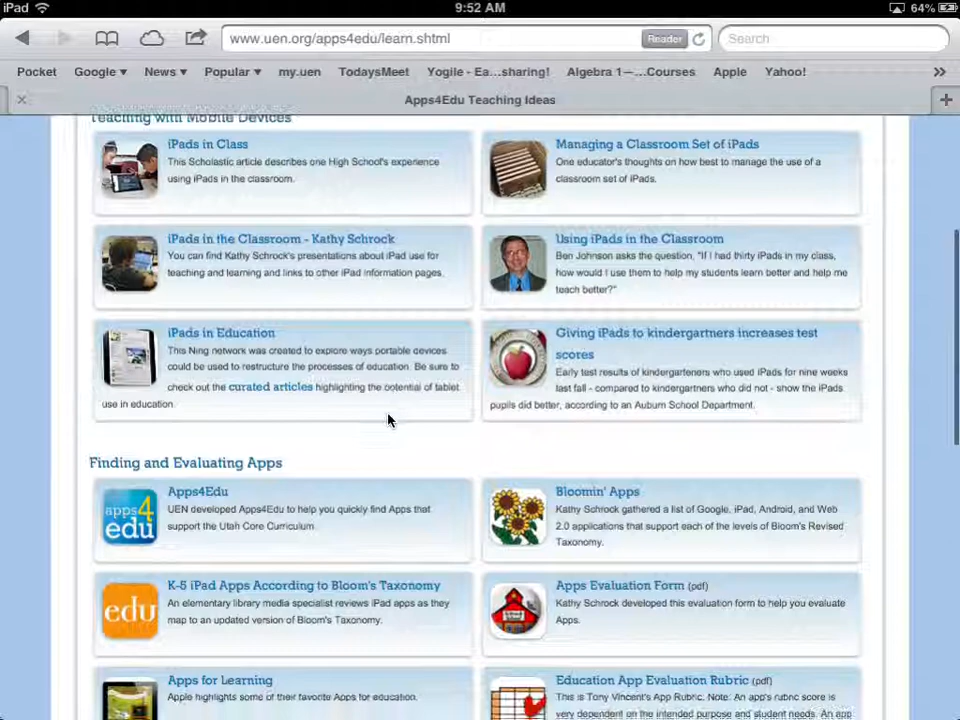 iPad 9:52 AM 64%
www.uen.org/apps4edu/learn.shtml Reader Search
Pocket Google ▾ News ▾ Popular ▾ my.uen TodaysMeet Yogile - Ea...sharing! Algebra 1—...Courses Apple Yahoo! »
Apps4Edu Teaching Ideas
Teaching with Mobile Devices
iPads in Class
This Scholastic article describes one High School's experience
using iPads in the classroom.
Managing a Classroom Set of iPads
One educator's thoughts on how best to manage the use of a
classroom set of iPads.
iPads in the Classroom - Kathy Schrock
You can find Kathy Schrock's presentations about iPad use for
teaching and learning and links to other iPad information pages.
Using iPads in the Classroom
Ben Johnson asks the question, "If I had thirty iPads in my class,
how would I use them to help my students learn better and help me
teach better?"
iPads in Education
This Ning network was created to explore ways portable devices
could be used to restructure the processes of education. Be sure to
check out the curated articles highlighting the potential of tablet
use in education.
Giving iPads to kindergartners increases test
scores
Early test results of kindergarteners who used iPads for nine weeks
last fall - compared to kindergartners who did not - show the iPads
pupils did better, according to an Auburn School Department.
Finding and Evaluating Apps
apps4edu
Apps4Edu
UEN developed Apps4Edu to help you quickly find Apps that
support the Utah Core Curriculum.
Bloomin' Apps
Kathy Schrock gathered a list of Google, iPad, Android, and Web
2.0 applications that support each of the levels of Bloom's Revised
Taxonomy.
edu
K-5 iPad Apps According to Bloom's Taxonomy
An elementary library media specialist reviews iPad apps as they
map to an updated version of Bloom's Taxonomy.
Apps Evaluation Form (pdf)
Kathy Schrock developed this evaluation form to help you evaluate
Apps.
Apps for Learning
Apple highlights some of their favorite Apps for education.
Education App Evaluation Rubric (pdf)
This is Tony Vincent's App Rubric. Note: An app's rubric score is
very dependent on the intended purpose and student needs. An app